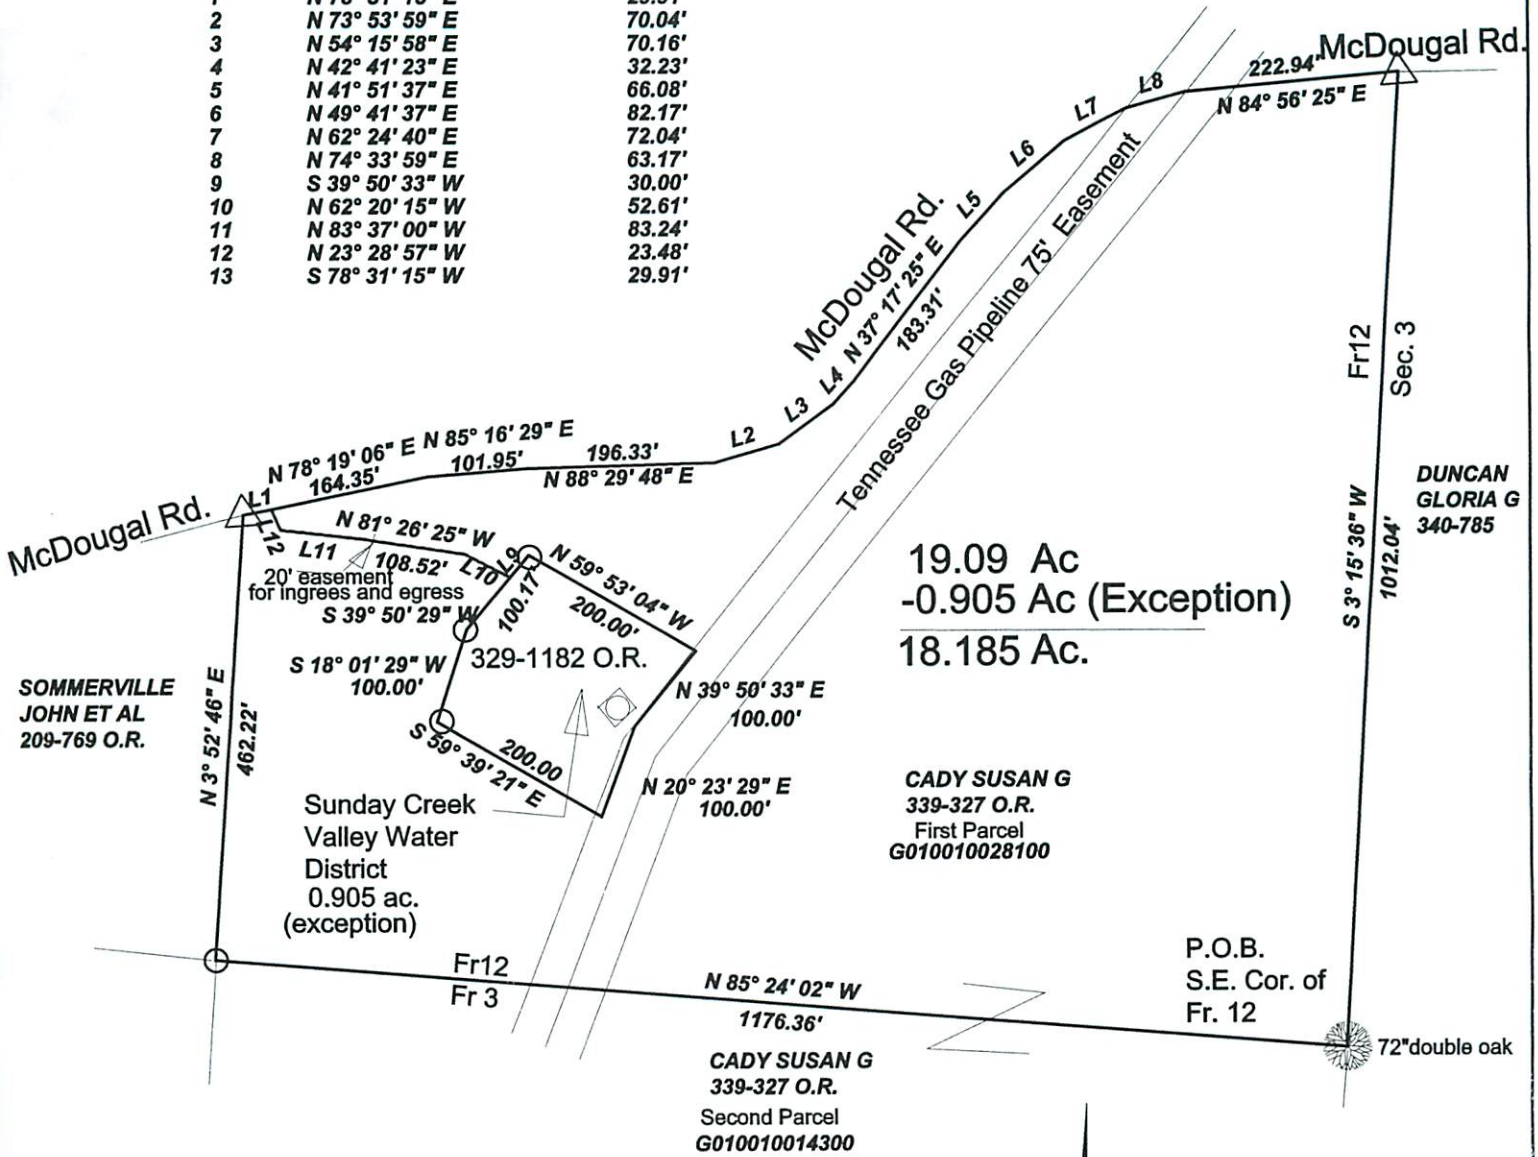 2 N 73° 53' 59" E 70.04'
3 N 54° 15' 58" E 70.16'
4 N 42° 41' 23" E 32.23'
5 N 41° 51' 37" E 66.08'
6 N 49° 41' 37" E 82.17'
7 N 62° 24' 40" E 72.04'
8 N 74° 33' 59" E 63.17'
9 S 39° 50' 33" W 30.00'
10 N 62° 20' 15" W 52.61'
11 N 83° 37' 00" W 83.24'
12 N 23° 28' 57" W 23.48'
13 S 78° 31' 15" W 29.91'
McDougal Rd.
222.94'
N 84° 56' 25" E
L8
L7
L6
L5
McDougal Rd.
N 37° 17' 25" E
183.31'
L4
L3
L2
Tennessee Gas Pipeline 75' Easement
Fr12
Sec. 3
S 3° 15' 36" W
1012.04'
DUNCAN
GLORIA G
340-785
N 78° 19' 06" E
164.35'
N 85° 16' 29" E
101.95'
196.33'
N 88° 29' 48" E
McDougal Rd.
L1
L12
L11
N 81° 26' 25" W
108.52'
L10
L9
20' easement
for ingrees and egress
S 39° 50' 29" W
100.17'
N 59° 53' 04" W
200.00'
S 18° 01' 29" W
100.00'
329-1182 O.R.
N 39° 50' 33" E
100.00'
S 59° 39' 21" E
200.00
N 20° 23' 29" E
100.00'
19.09 Ac
-0.905 Ac (Exception)
18.185 Ac.
SOMMERVILLE
JOHN ET AL
209-769 O.R.
N 3° 52' 46" E
462.22'
Sunday Creek
Valley Water
District
0.905 ac.
(exception)
CADY SUSAN G
339-327 O.R.
First Parcel
G010010028100
Fr12
Fr 3
N 85° 24' 02" W
1176.36'
P.O.B.
S.E. Cor. of
Fr. 12
72"double oak
CADY SUSAN G
339-327 O.R.
Second Parcel
G010010014300